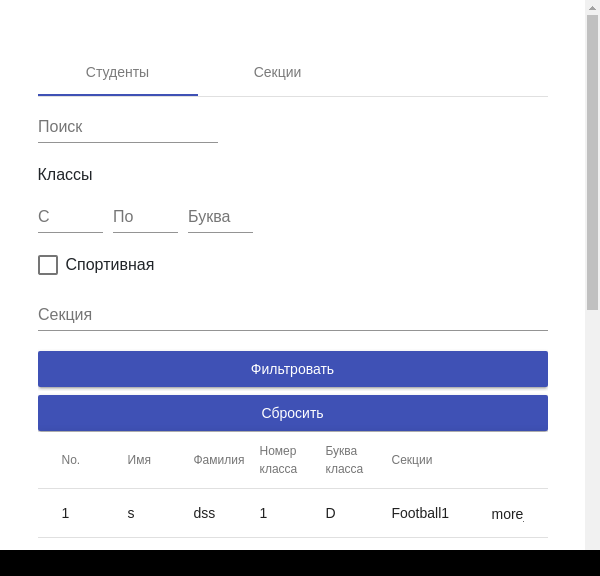 Студенты Секции
Поиск
Классы
С По Буква
Спортивная
Секция
Фильтровать
Сбросить
No. Имя Фамилия Номер класса Буква класса Секции
1 s dss 1 D Football1 more